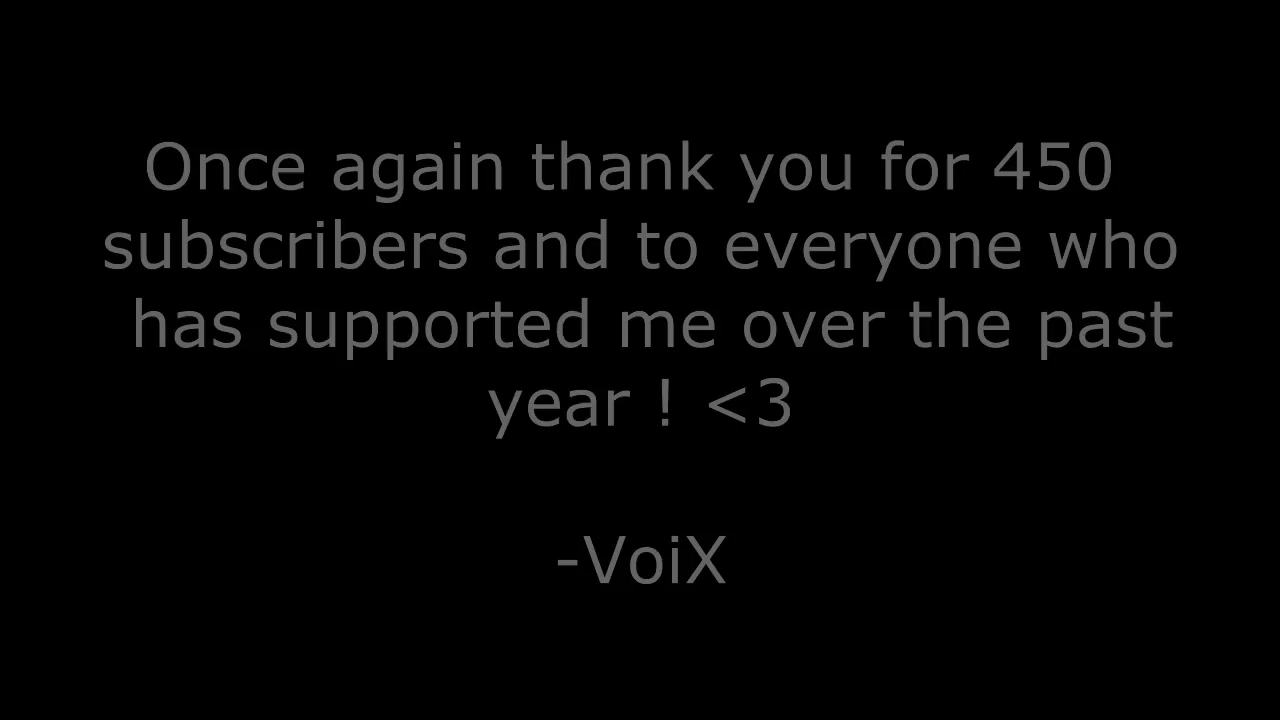 Once again thank you for 450
subscribers and to everyone who
has supported me over the past
year ! <3
-VoiX